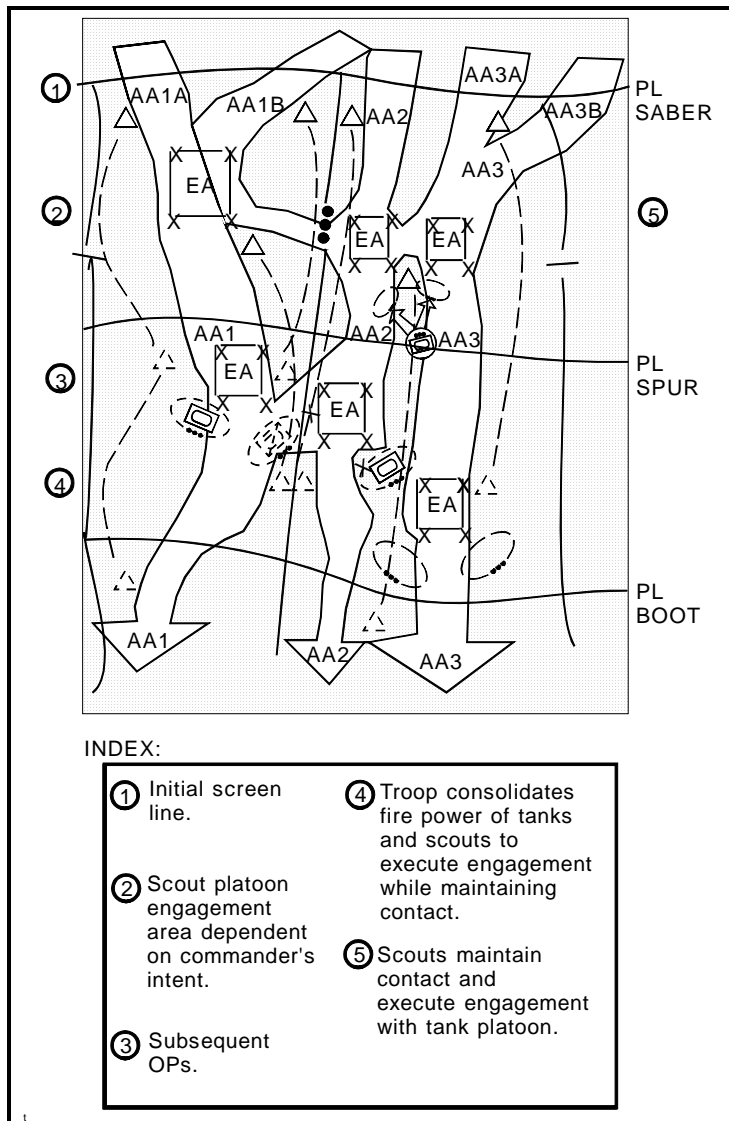 1
AA1A
AA1B
AA2
AA3A
AA3B
PL
SABER
AA3
EA
2
5
EA
EA
AA1
AA2
AA3
EA
PL
SPUR
3
EA
4
EA
PL
BOOT
AA1
AA2
AA3
INDEX:
1 Initial screen
line.
2 Scout platoon
engagement
area dependent
on commander's
intent.
3 Subsequent
OPs.
4 Troop consolidates
fire power of tanks
and scouts to
execute engagement
while maintaining
contact.
5 Scouts maintain
contact and
execute engagement
with tank platoon.
t